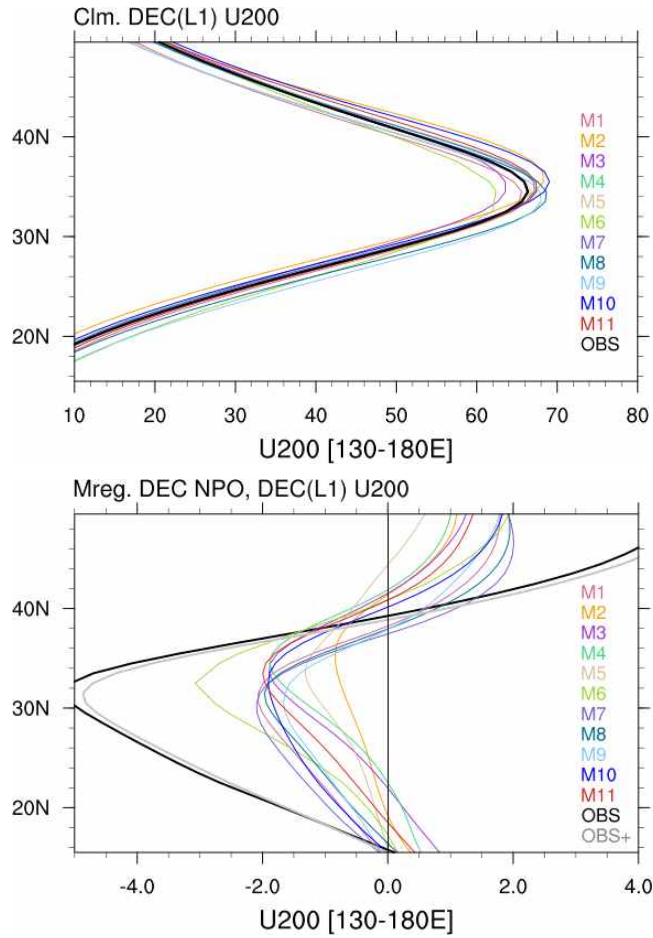 Clm. DEC(L1) U200
40N
30N
20N
M1
M2
M3
M4
M5
M6
M7
M8
M9
M10
M11
OBS
10 20 30 40 50 60 70 80
U200 [130-180E]
Mreg. DEC NPO, DEC(L1) U200
40N
30N
20N
M1
M2
M3
M4
M5
M6
M7
M8
M9
M10
M11
OBS
OBS+
-4.0 -2.0 0.0 2.0 4.0
U200 [130-180E]